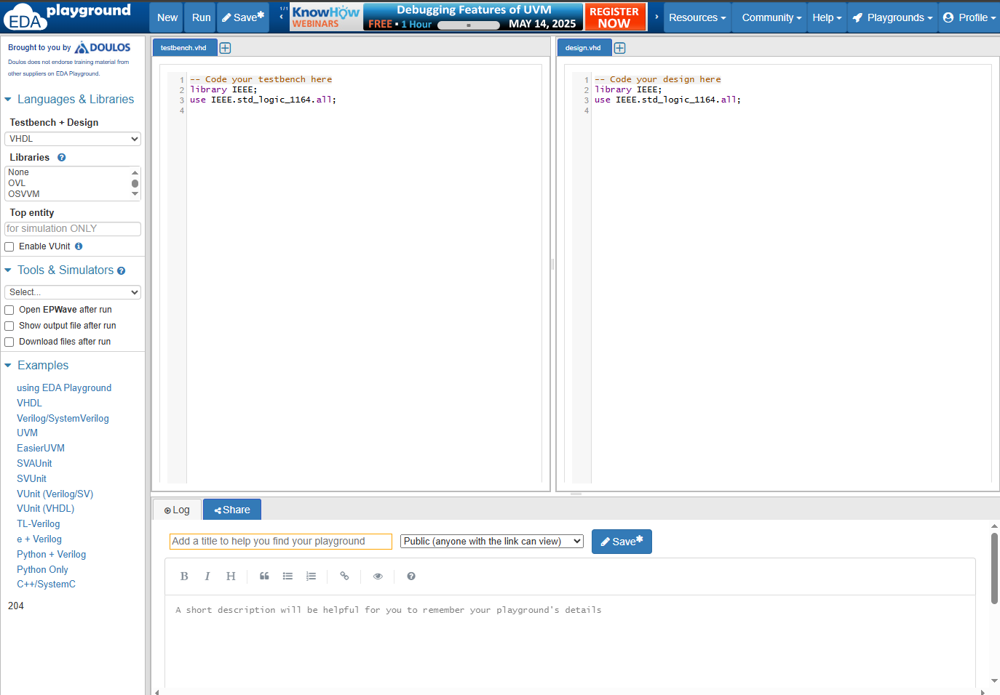 EDA playground
New
Run
Save*
1/1
KnowHow
WEBINARS
Debugging Features of UVM
FREE • 1 Hour
MAY 14, 2025
REGISTER
NOW
Resources
Community
Help
Playgrounds
Profile
Brought to you by DOULOS
Doulos does not endorse training material from
other suppliers on EDA Playground.
Languages & Libraries
Testbench + Design
VHDL
Libraries
None
OVL
OSVVM
Top entity
for simulation ONLY
Enable VUnit
Tools & Simulators
Select...
Open EPWave after run
Show output file after run
Download files after run
Examples
using EDA Playground
VHDL
Verilog/SystemVerilog
UVM
EasierUVM
SVAUnit
SVUnit
VUnit (Verilog/SV)
VUnit (VHDL)
TL-Verilog
e + Verilog
Python + Verilog
Python Only
C++/SystemC
204
testbench.vhd
1 -- Code your testbench here
2 library IEEE;
3 use IEEE.std_logic_1164.all;
4
design.vhd
1 -- Code your design here
2 library IEEE;
3 use IEEE.std_logic_1164.all;
4
Log
Share
Add a title to help you find your playground
Public (anyone with the link can view)
Save*
B I H
A short description will be helpful for you to remember your playground's details